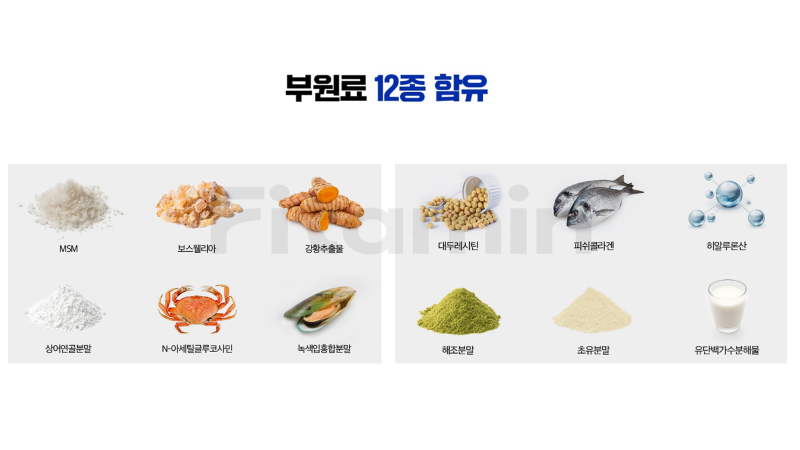 부원료 12종 함유
Fitamin
MSM
보스웰리아
강황추출물
대두레시틴
피쉬콜라겐
히알루론산
상어연골분말
N-아세틸글루코사민
녹색입홍합분말
해조분말
초유분말
유단백가수분해물